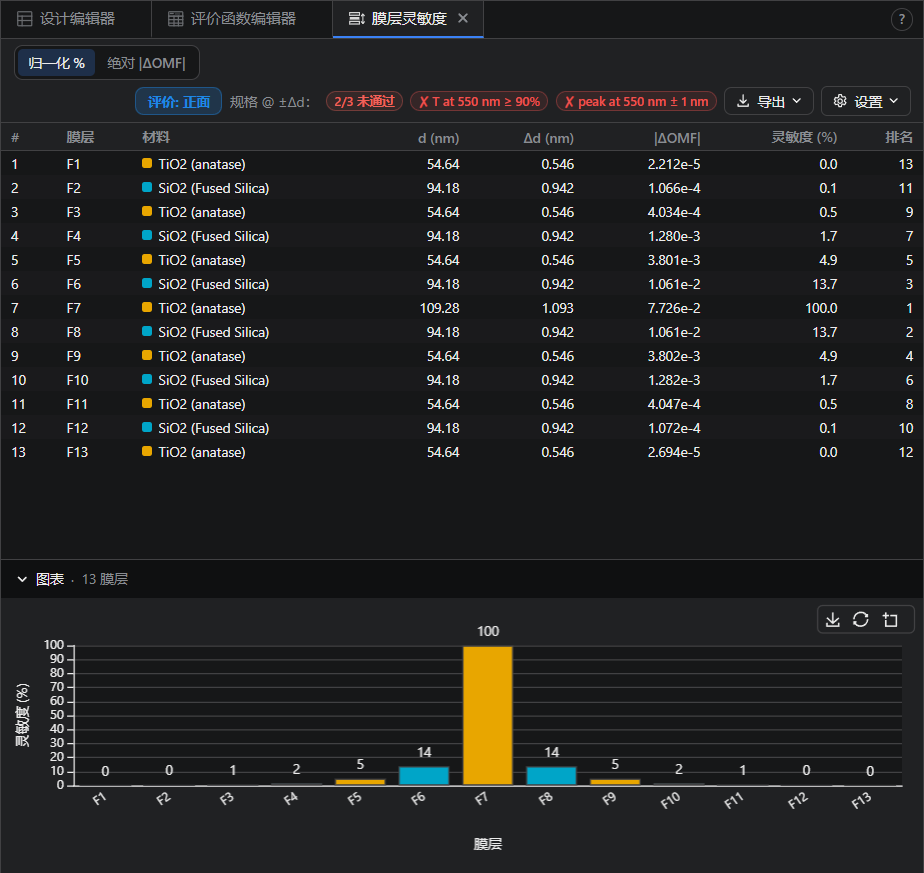 设计编辑器 评价函数编辑器 膜层灵敏度 ✕ ?
归一化 % 绝对 |ΔOMF|
评价: 正面 规格 @ ±Δd: 2/3 未通过 ✗ T at 550 nm ≥ 90% ✗ peak at 550 nm ± 1 nm 导出 设置
# 膜层 材料 d (nm) Δd (nm) |ΔOMF| 灵敏度 (%) 排名
1 F1 TiO2 (anatase) 54.64 0.546 2.212e-5 0.0 13
2 F2 SiO2 (Fused Silica) 94.18 0.942 1.066e-4 0.1 11
3 F3 TiO2 (anatase) 54.64 0.546 4.034e-4 0.5 9
4 F4 SiO2 (Fused Silica) 94.18 0.942 1.280e-3 1.7 7
5 F5 TiO2 (anatase) 54.64 0.546 3.801e-3 4.9 5
6 F6 SiO2 (Fused Silica) 94.18 0.942 1.061e-2 13.7 3
7 F7 TiO2 (anatase) 109.28 1.093 7.726e-2 100.0 1
8 F8 SiO2 (Fused Silica) 94.18 0.942 1.061e-2 13.7 2
9 F9 TiO2 (anatase) 54.64 0.546 3.802e-3 4.9 4
10 F10 SiO2 (Fused Silica) 94.18 0.942 1.282e-3 1.7 6
11 F11 TiO2 (anatase) 54.64 0.546 4.047e-4 0.5 8
12 F12 SiO2 (Fused Silica) 94.18 0.942 1.072e-4 0.1 10
13 F13 TiO2 (anatase) 54.64 0.546 2.694e-5 0.0 12
图表 · 13 膜层
灵敏度 (%)
100
90
80
70
60
50
40
30
20
10
0
0 0 1 2 5 14 100 14 5 2 1 0 0
F1 F2 F3 F4 F5 F6 F7 F8 F9 F10 F11 F12 F13
膜层